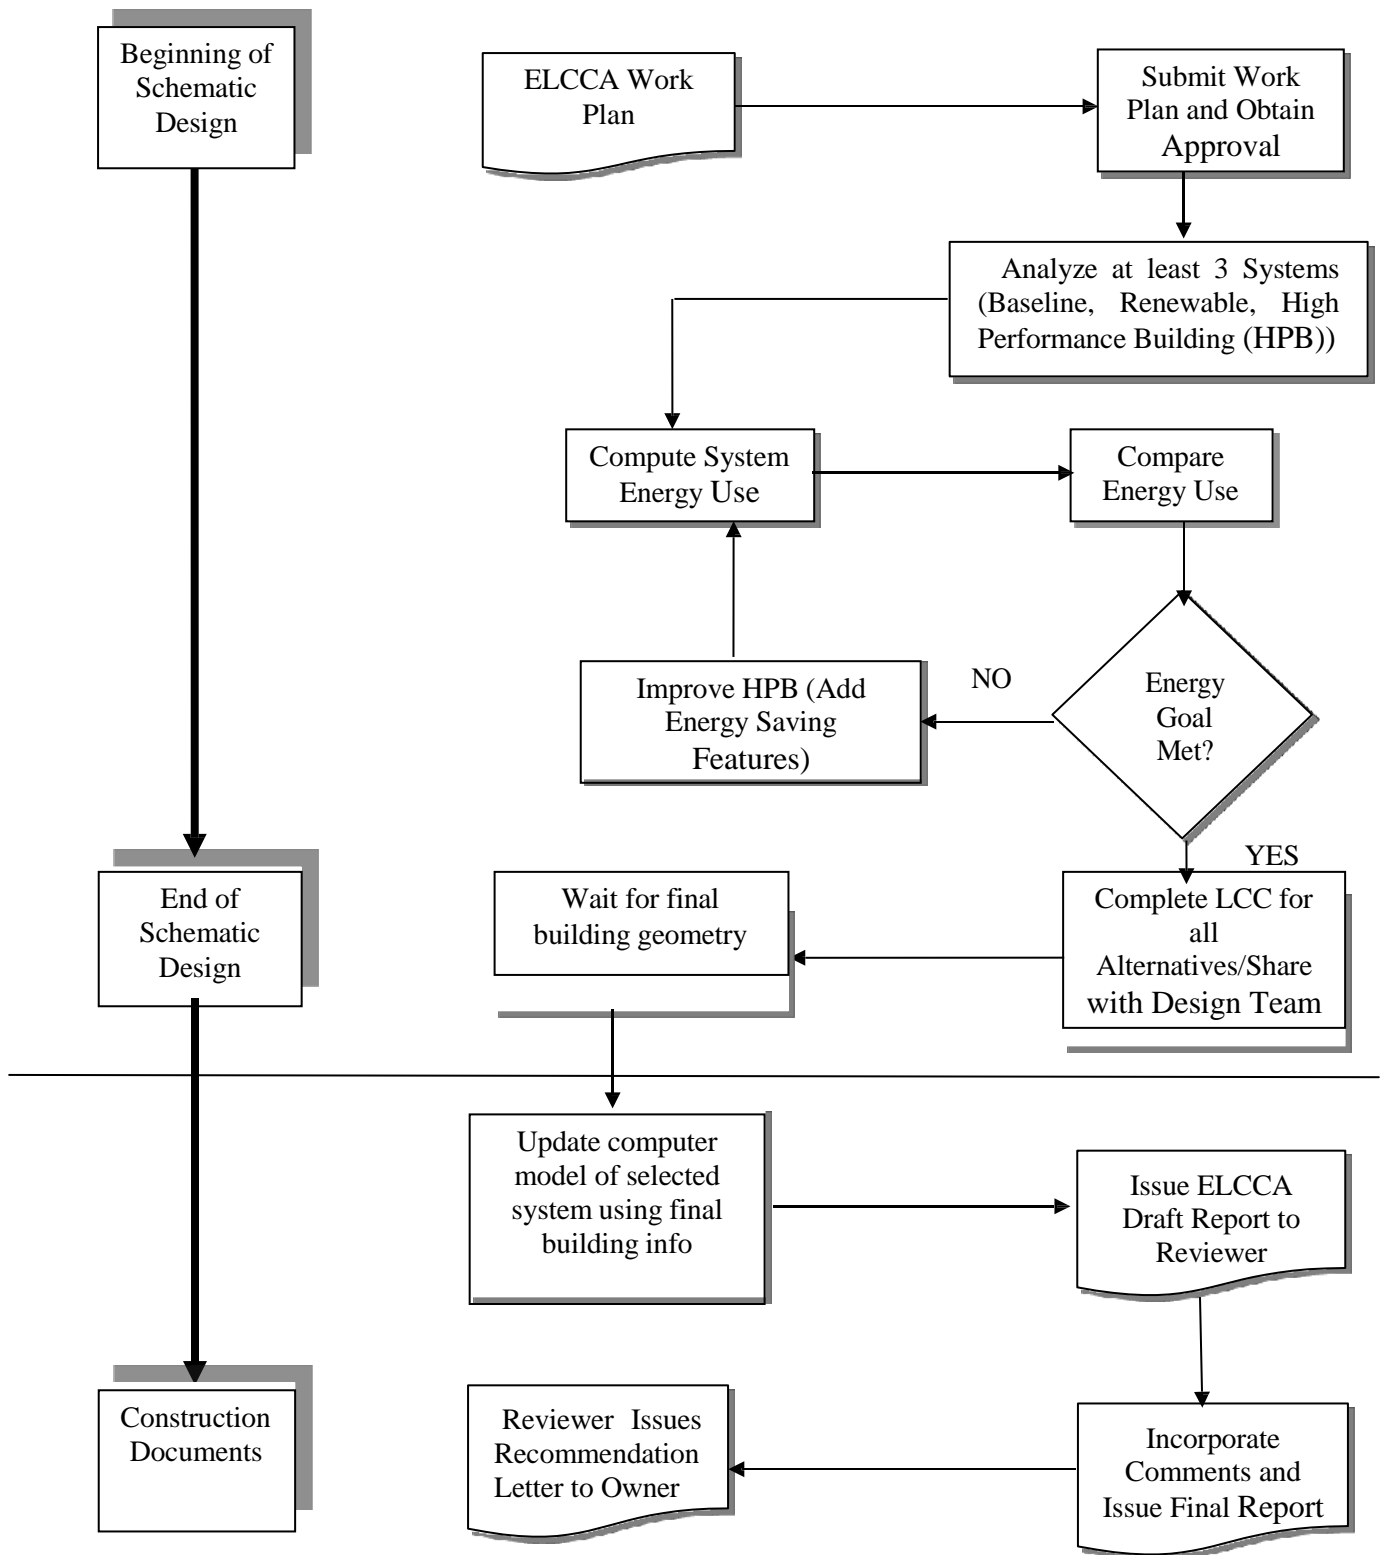 Beginning of
Schematic
Design
ELCCA Work
Plan
Submit Work
Plan and Obtain
Approval
Analyze at least 3 Systems
(Baseline, Renewable, High
Performance Building (HPB))
Compute System
Energy Use
Compare
Energy Use
Energy
Goal
Met?
NO
Improve HPB (Add
Energy Saving
Features)
YES
End of
Schematic
Design
Wait for final
building geometry
Complete LCC for
all
Alternatives/Share
with Design Team
Update computer
model of selected
system using final
building info
Issue ELCCA
Draft Report to
Reviewer
Construction
Documents
Reviewer Issues
Recommendation
Letter to Owner
Incorporate
Comments and
Issue Final Report